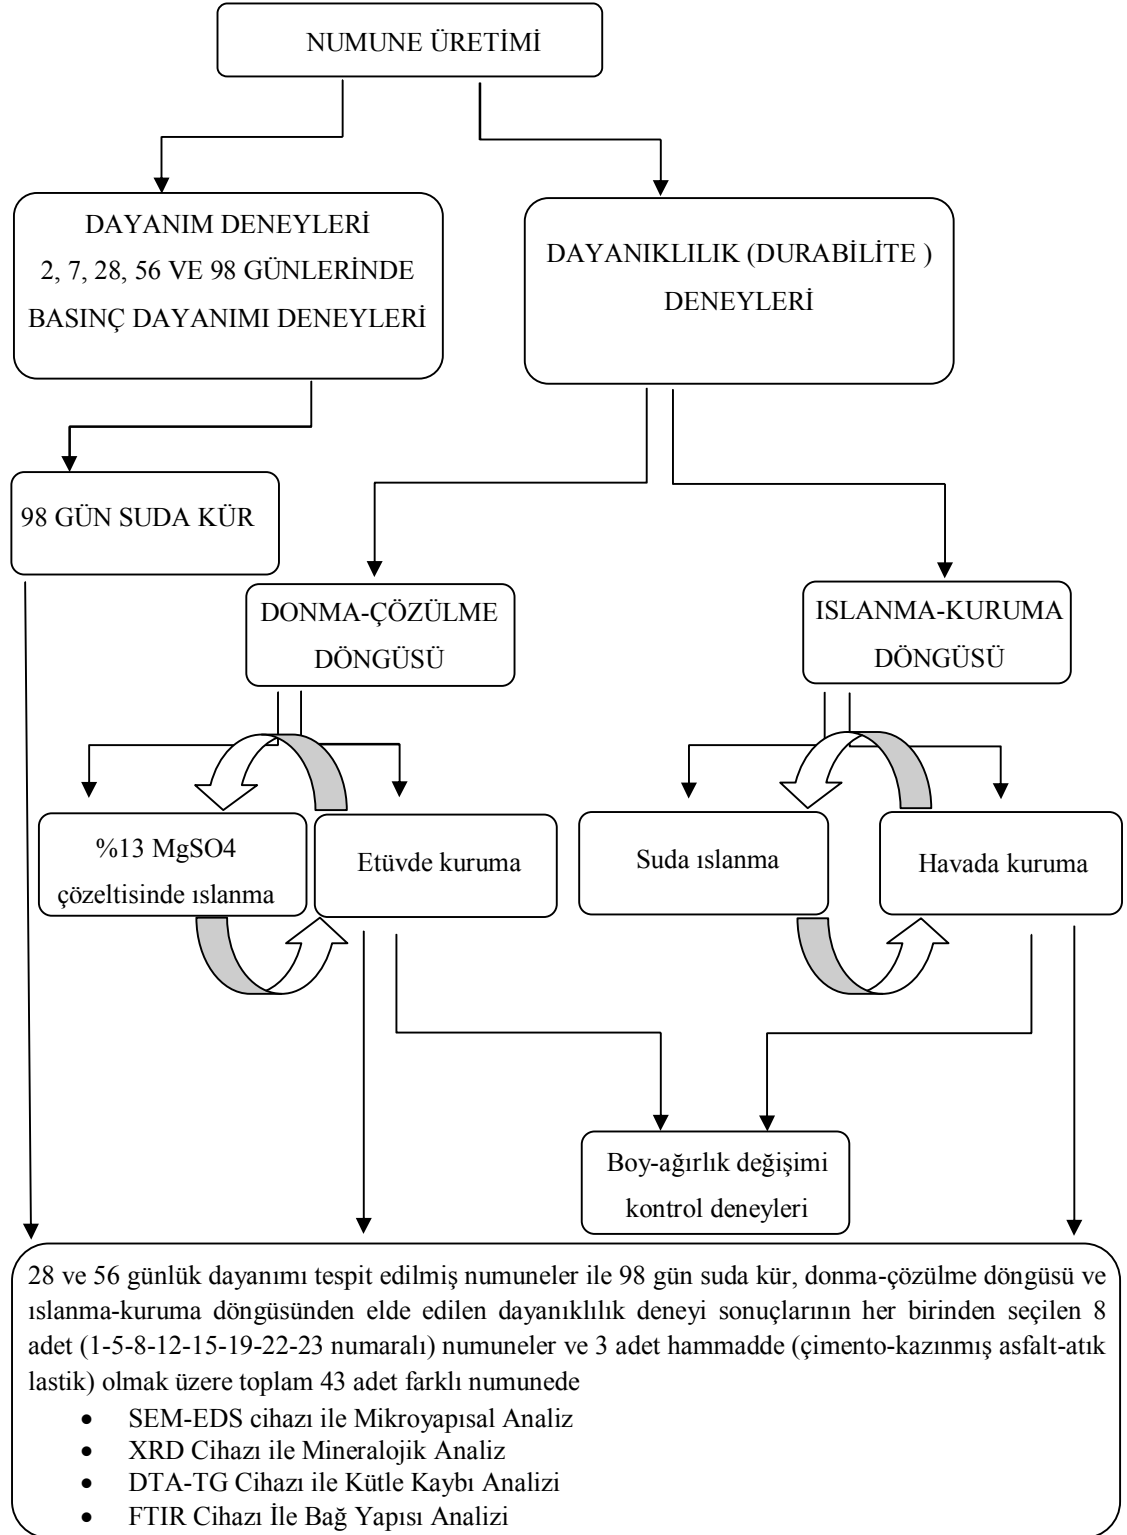 NUMUNE ÜRETİMİ
DAYANIM DENEYLERİ
2, 7, 28, 56 VE 98 GÜNLERİNDE
BASINÇ DAYANIMI DENEYLERİ
DAYANIKLILIK (DURABİLİTE )
DENEYLERİ
98 GÜN SUDA KÜR
DONMA-ÇÖZÜLME
DÖNGÜSÜ
ISLANMA-KURUMA
DÖNGÜSÜ
%13 MgSO4
çözeltisinde ıslanma
Etüvde kuruma
Suda ıslanma
Havada kuruma
Boy-ağırlık değişimi
kontrol deneyleri
28 ve 56 günlük dayanımı tespit edilmiş numuneler ile 98 gün suda kür, donma-çözülme döngüsü ve
ıslanma-kuruma döngüsünden elde edilen dayanıklılık deneyi sonuçlarının her birinden seçilen 8
adet (1-5-8-12-15-19-22-23 numaralı) numuneler ve 3 adet hammadde (çimento-kazınmış asfalt-atık
lastik) olmak üzere toplam 43 adet farklı numunede
• SEM-EDS cihazı ile Mikroyapısal Analiz
• XRD Cihazı ile Mineralojik Analiz
• DTA-TG Cihazı ile Kütle Kaybı Analizi
• FTIR Cihazı İle Bağ Yapısı Analizi